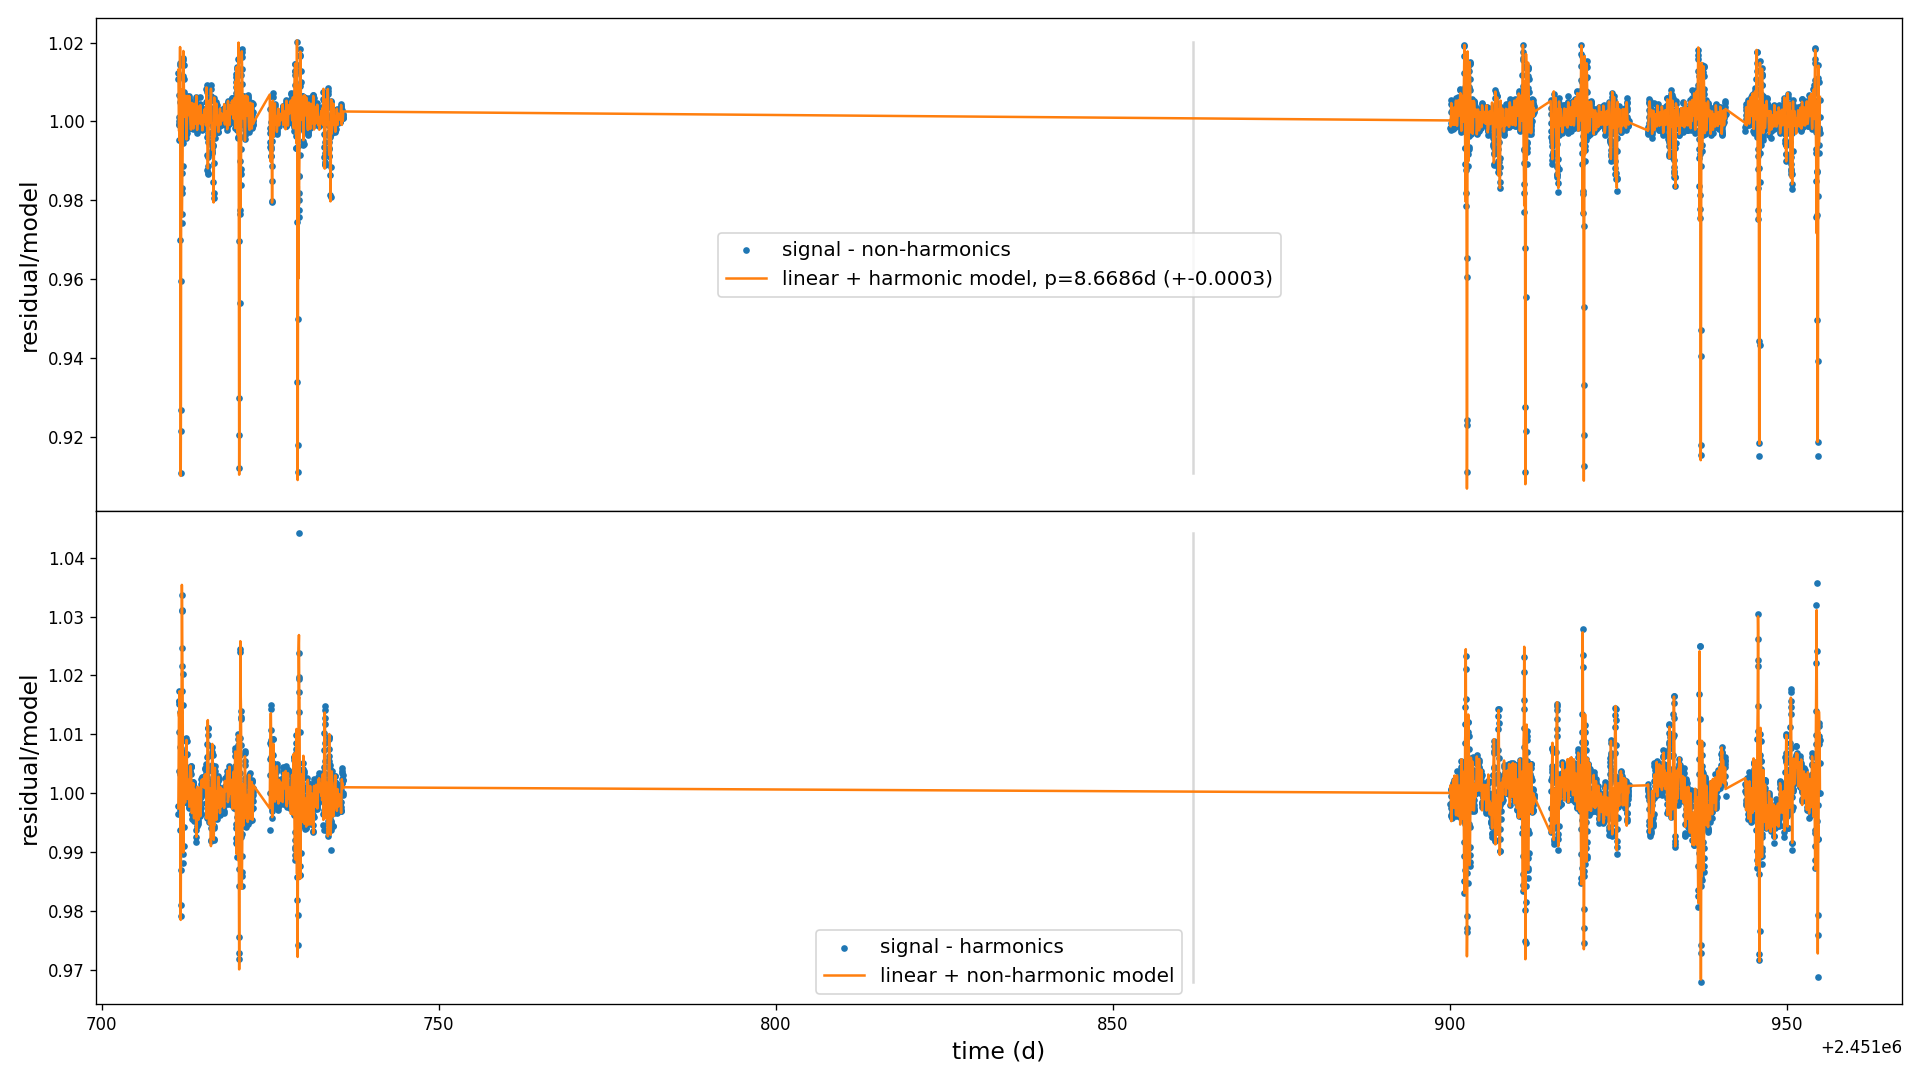 1.02
1.00
0.98
0.96
0.94
0.92
residual/model
signal - non-harmonics
linear + harmonic model, p=8.6686d (+-0.0003)
1.04
1.03
1.02
1.01
1.00
0.99
0.98
0.97
residual/model
signal - harmonics
linear + non-harmonic model
700 750 800 850 900 950
time (d)
+2.451e6